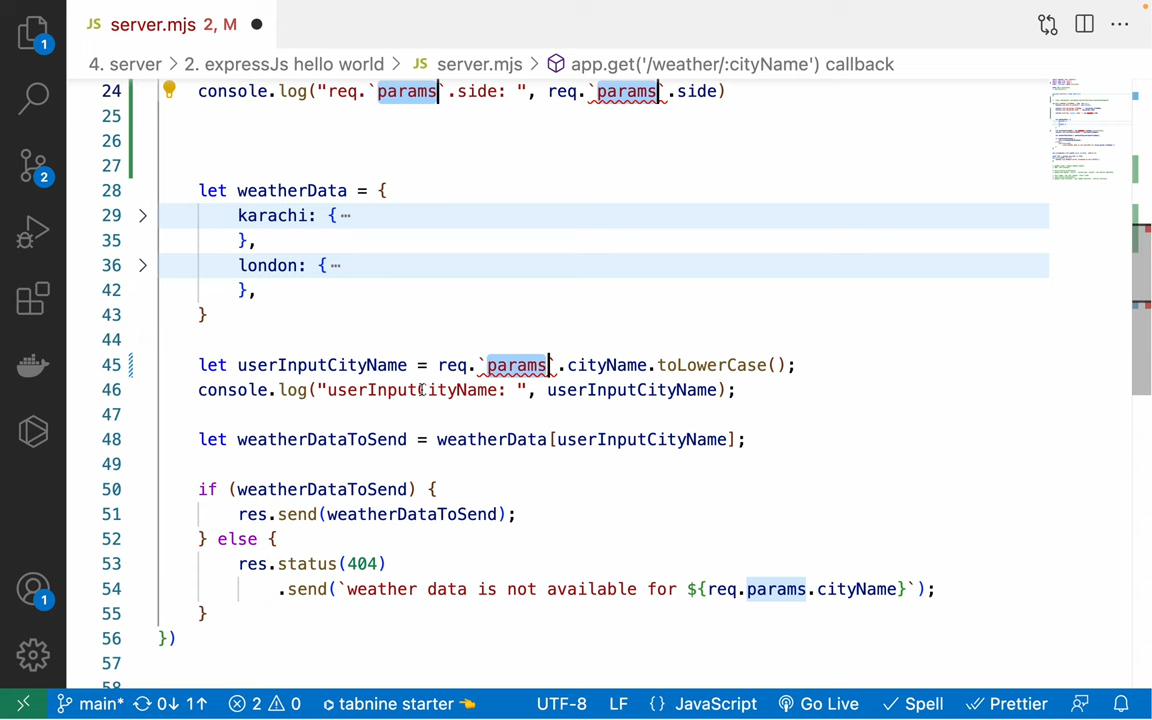 JS server.mjs 2, M
1
4. server > 2. expressJs hello world > JS server.mjs > app.get('/weather/:cityName') callback
24 console.log("req.`params`.side: ", req.`params`.side)
25
26
27
2
28 let weatherData = {
29 karachi: { ⋯
35 },
36 london: { ⋯
42 },
43 }
44
45 let userInputCityName = req.`params`.cityName.toLowerCase();
46 console.log("userInputCityName: ", userInputCityName);
47
48 let weatherDataToSend = weatherData[userInputCityName];
49
50 if (weatherDataToSend) {
51 res.send(weatherDataToSend);
52 } else {
53 res.status(404)
54 .send(`weather data is not available for ${req.params.cityName}`);
55 }
1
56 })
57
58
main* 0↓ 1↑ 2 0 tabnine starter 👈 UTF-8 LF {} JavaScript Go Live Spell Prettier